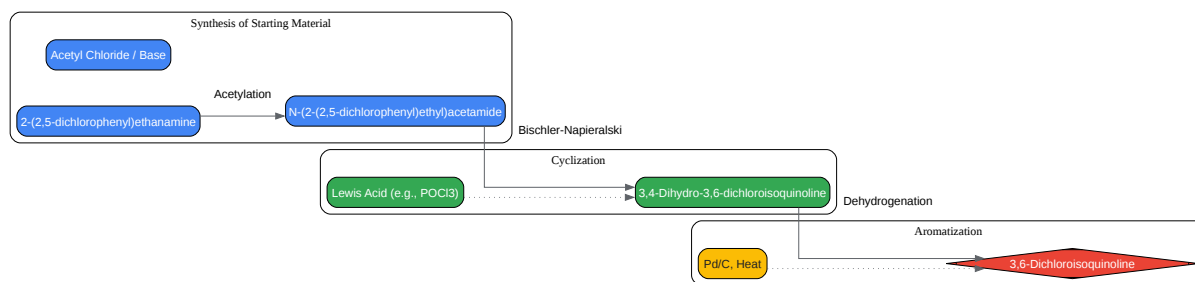 Synthesis of Starting Material
Acetyl Chloride / Base
Acetylation
2-(2,5-dichlorophenyl)ethanamine
N-(2-(2,5-dichlorophenyl)ethyl)acetamide
Bischler-Napieralski
Cyclization
Lewis Acid (e.g., POCl3)
3,4-Dihydro-3,6-dichloroisoquinoline
Dehydrogenation
Aromatization
Pd/C, Heat
3,6-Dichloroisoquinoline